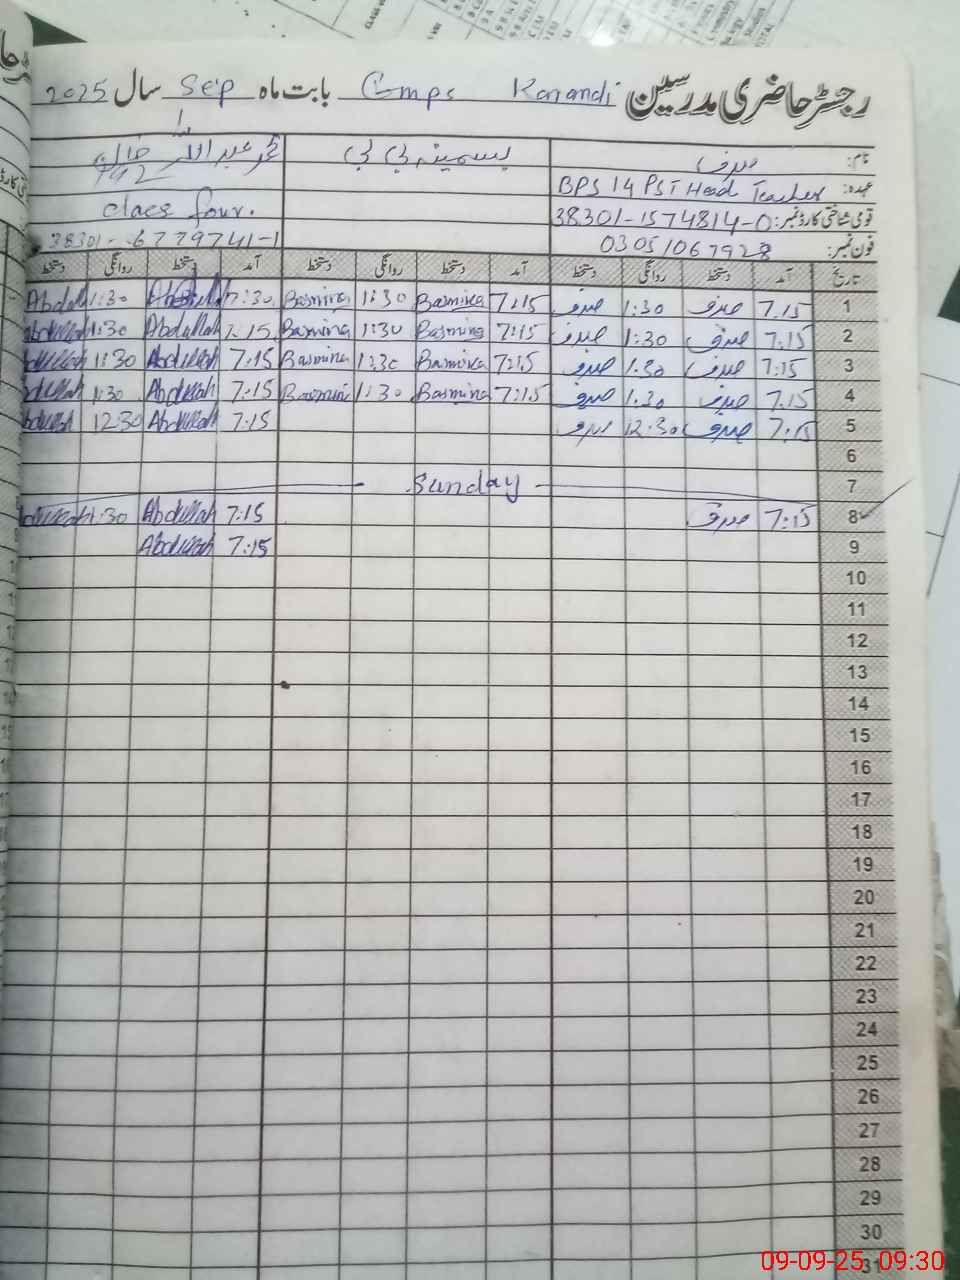 رجسٹر حاضری مدرسین Gmps Karandi بابت ماہ Sep سال 2025
نام: صدف
یسمینہ بی بی
محمد عبداللہ خان
عہدہ: BPS 14 PST Head Teacher
class four.
قومی شناختی کارڈ نمبر: 38301-1574814-0
فون نمبر: 03051067928
38301-6779741-1
تاریخ آمد دستخط روانگی دستخط آمد دستخط روانگی دستخط آمد دستخط روانگی دستخط
1 7.15 صدف 1:30 صدف 7:15 Basmina 1:30 Basmina 7:30 Abdullah 1:30 Abdullah
2 7:15 صدف 1:30 صدف 7:15 Basmina 1:30 Basmina 7:15 Abdullah 1:30 Abdullah
3 7:15 صدف 1:30 صدف 7:15 Basmina 1:30 Basmina 7:15 Abdullah 1:30 Abdullah
4 7:15 صدف 1:30 صدف 7:15 Basmina 1:30 Basmina 7:15 Abdullah 1:30 Abdullah
5 7:15 صدف 12:30 صدف 7:15 Abdullah 12:30 Abdullah
6
7 Sunday
8 7:15 صدف 7:15 Abdullah 1:30 Abdullah
9 7:15 Abdullah
10
11
12
13
14
15
16
17
18
19
20
21
22
23
24
25
26
27
28
29
30
31
09-09-25 09:30